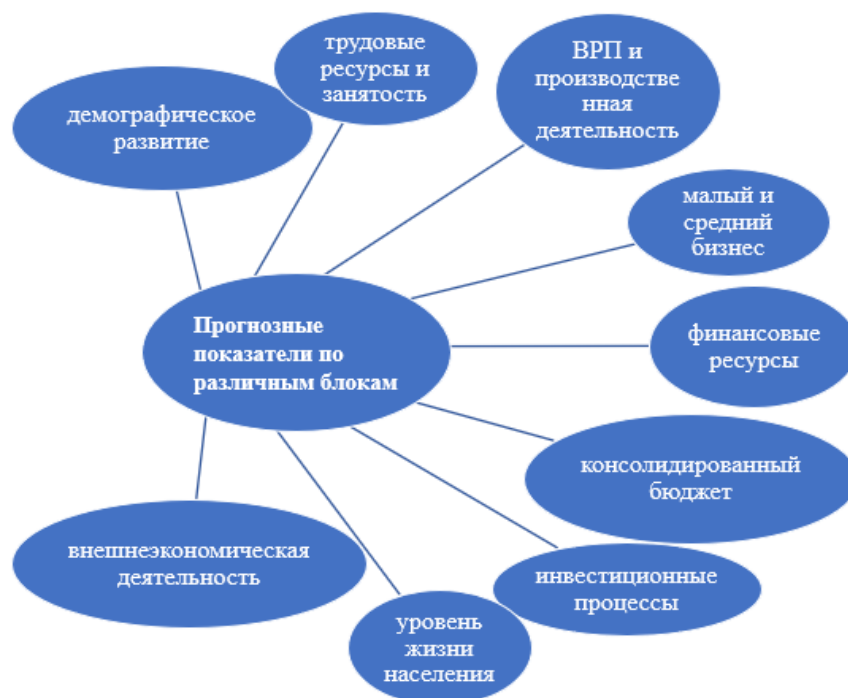 трудовые
ресурсы и
занятость
ВРП и
производстве
нная
деятельность
демографическое
развитие
малый и
средний
бизнес
Прогнозные
показатели по
различным блокам
финансовые
ресурсы
консолидированный
бюджет
внешнеэкономическая
деятельность
инвестиционные
процессы
уровень
жизни
населения